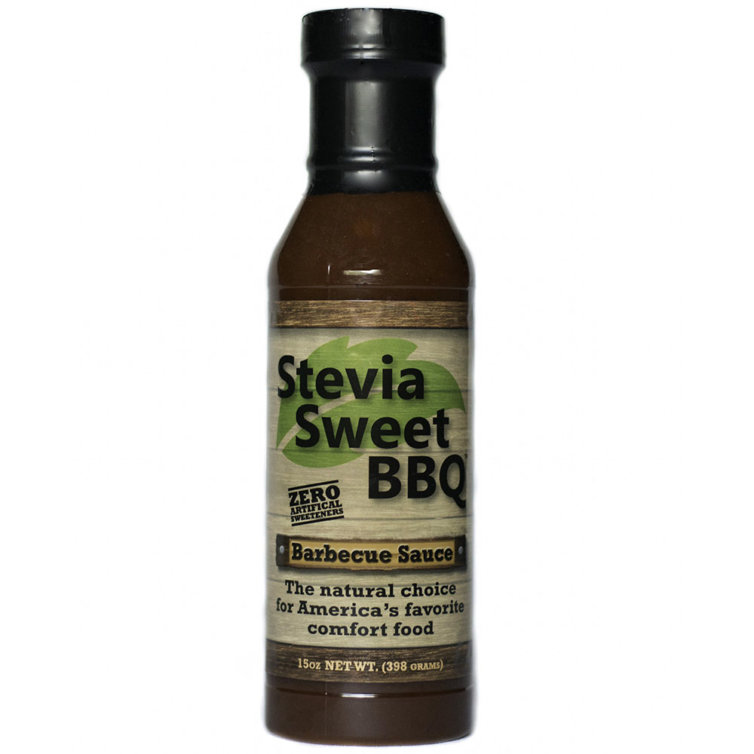 Stevia
Sweet
BBQ
ZERO
ARTIFICAL
SWEETENERS
Barbecue Sauce
The natural choice
for America's favorite
comfort food
15OZ NET WT. (398 GRAMS)